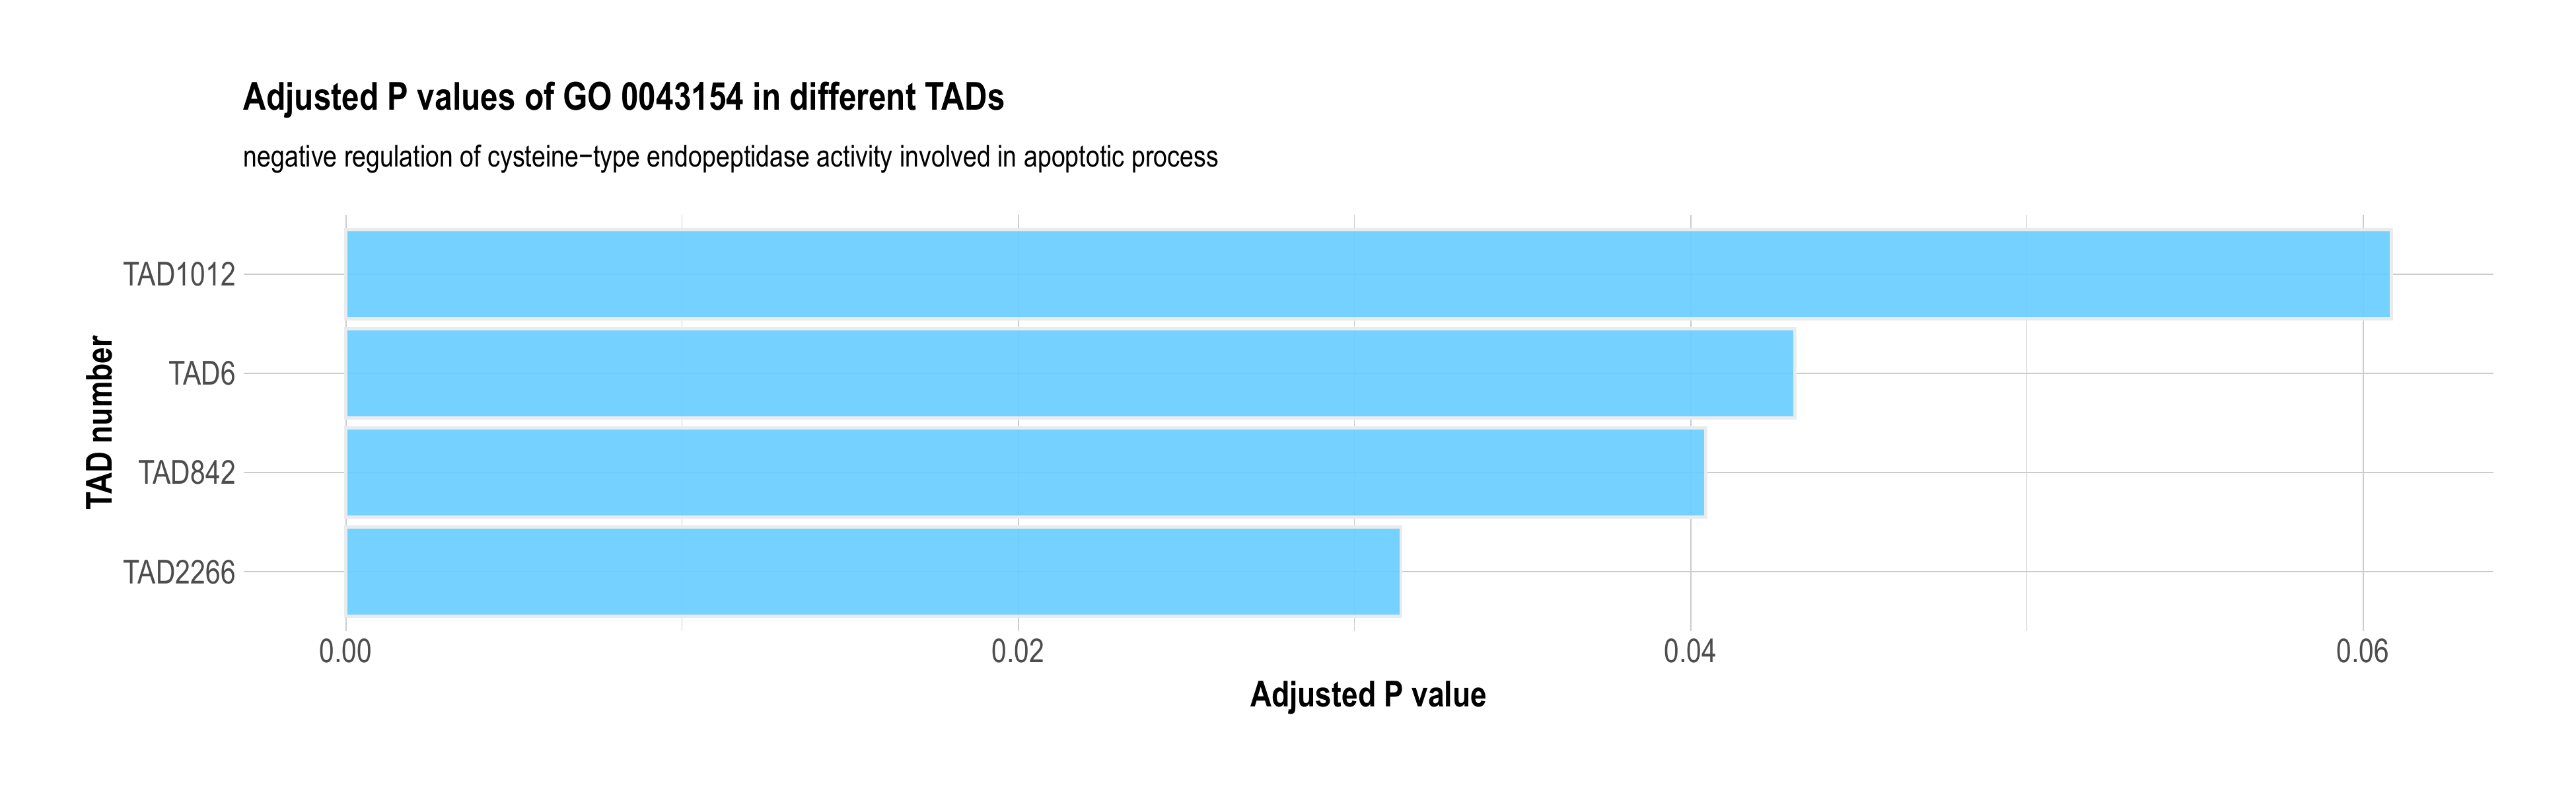 Adjusted P values of GO 0043154 in different TADs
negative regulation of cysteine−type endopeptidase activity involved in apoptotic process
TAD number
TAD1012
TAD6
TAD842
TAD2266
0.00 0.02 0.04 0.06
Adjusted P value